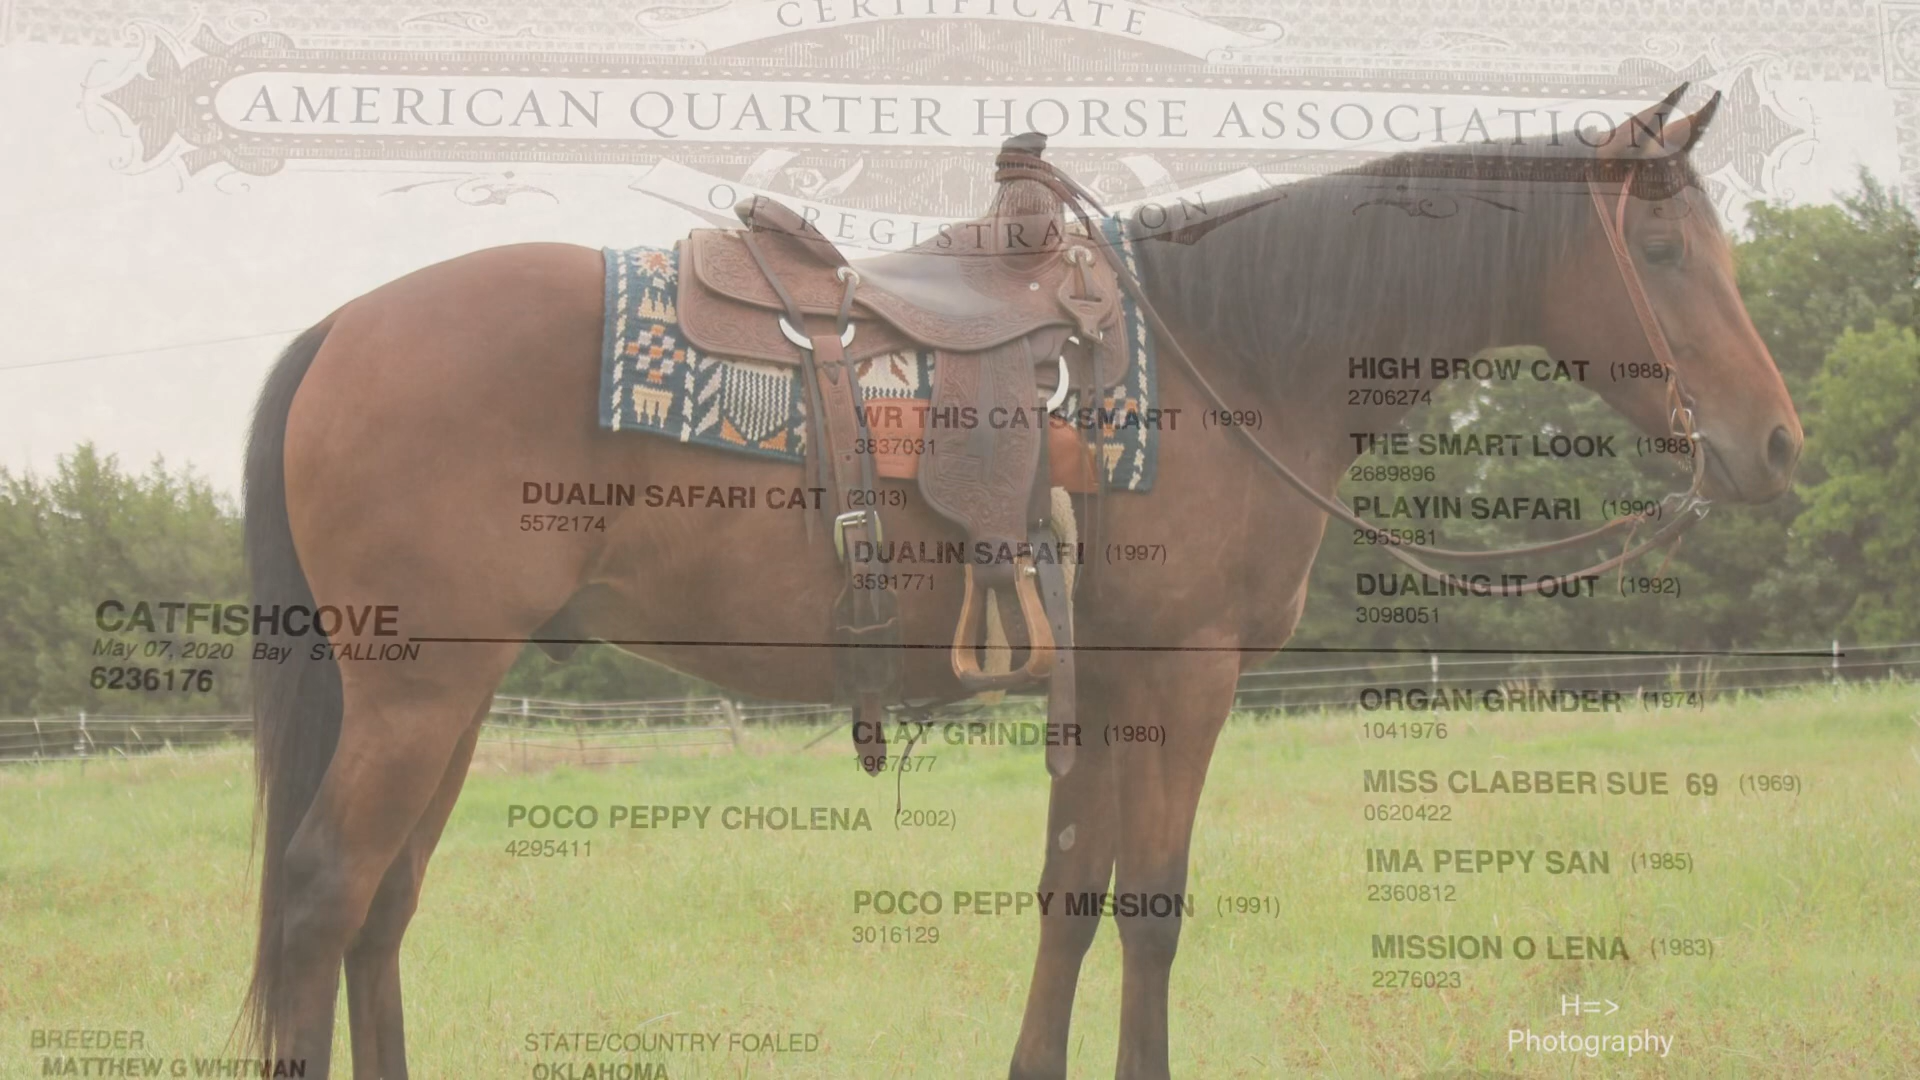 CERTIFICATE
AMERICAN QUARTER HORSE ASSOCIATION
OF REGISTRATION
HIGH BROW CAT (1988)
2706274
WR THIS CATS SMART (1999)
3837031
THE SMART LOOK (1988)
2689896
DUALIN SAFARI CAT (2013)
5572174
PLAYIN SAFARI (1990)
2955981
DUALIN SAFARI (1997)
3591771
DUALING IT OUT (1992)
3098051
CATFISHCOVE
May 07, 2020 Bay STALLION
6236176
ORGAN GRINDER (1974)
1041976
CLAY GRINDER (1980)
1967377
MISS CLABBER SUE 69 (1969)
0620422
POCO PEPPY CHOLENA (2002)
4295411
IMA PEPPY SAN (1985)
2360812
POCO PEPPY MISSION (1991)
3016129
MISSION O LENA (1983)
2276023
H=>
Photography
BREEDER
MATTHEW G WHITMAN
STATE/COUNTRY FOALED
OKLAHOMA